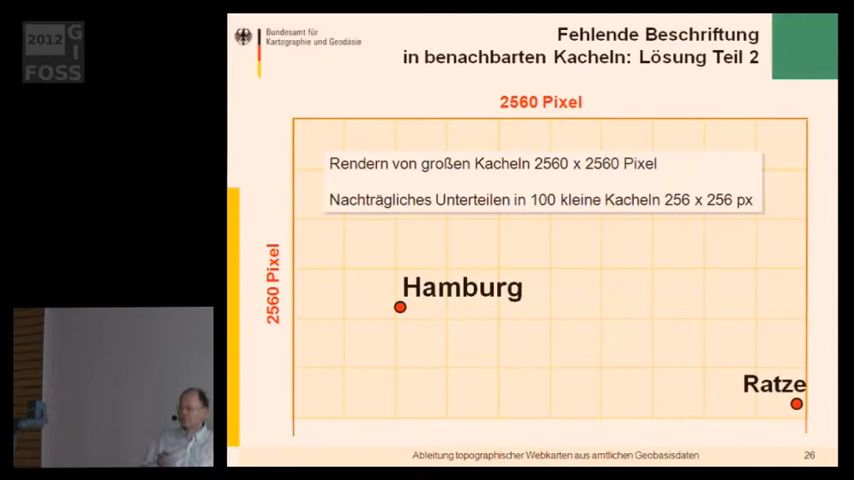 2012
GI
FOSS
Bundesamt für
Kartographie und Geodäsie
Fehlende Beschriftung
in benachbarten Kacheln: Lösung Teil 2
2560 Pixel
Rendern von großen Kacheln 2560 x 2560 Pixel
Nachträgliches Unterteilen in 100 kleine Kacheln 256 x 256 px
2560 Pixel
Hamburg
Ratze
Ableitung topographischer Webkarten aus amtlichen Geobasisdaten
26